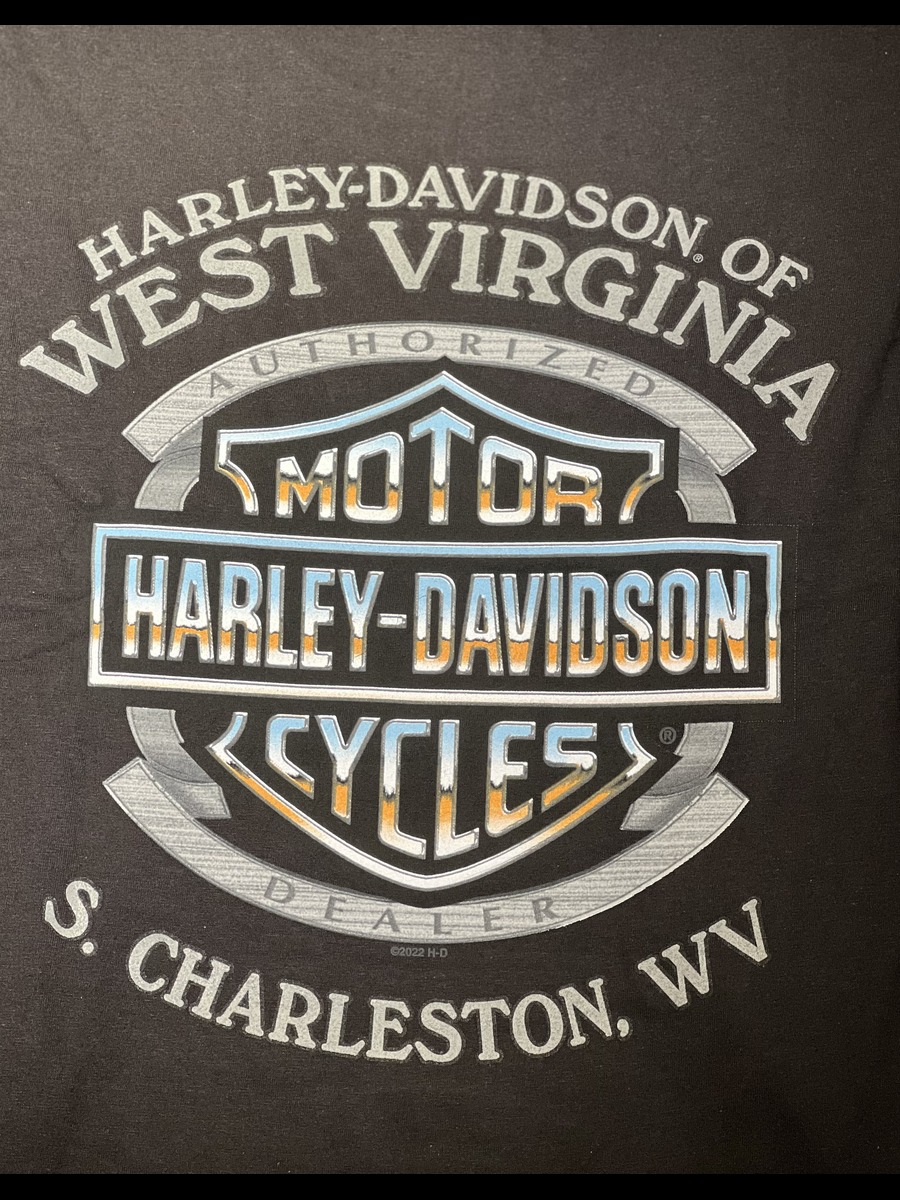 HARLEY-DAVIDSON® OF
WEST VIRGINIA
AUTHORIZED
MOTOR
HARLEY-DAVIDSON
CYCLES
®
DEALER
©2022 H-D
S. CHARLESTON, WV